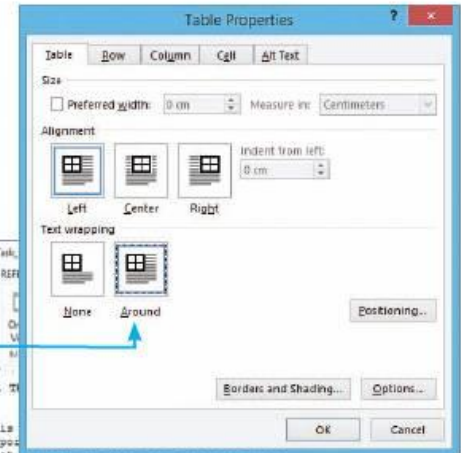 Table Properties
?
Table Row Column Cell Alt Text
Size
Preferred width: 0 cm Measure in: Centimeters
Alignment
Indent from left:
0 cm
Left Center Right
Text wrapping
None Around
Positioning...
Borders and Shading... Options...
OK Cancel